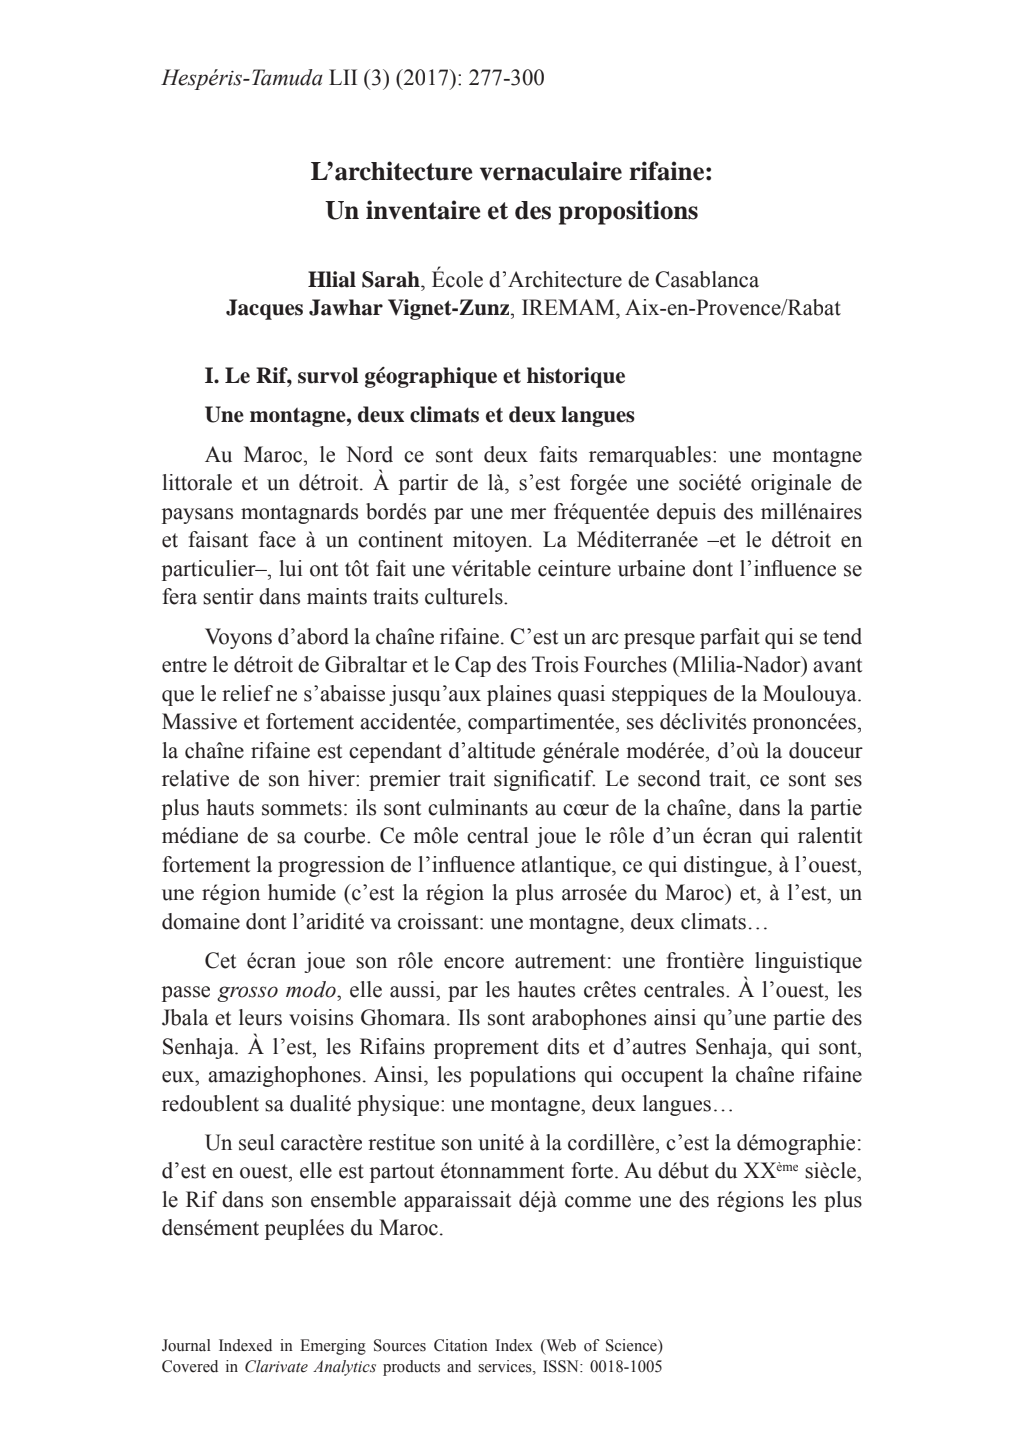 Hespéris-Tamuda LII (3) (2017): 277-300
L’architecture vernaculaire rifaine:
Un inventaire et des propositions
Hlial Sarah, École d’Architecture de Casablanca
Jacques Jawhar Vignet-Zunz, IREMAM, Aix-en-Provence/Rabat
I. Le Rif, survol géographique et historique
Une montagne, deux climats et deux langues
Au Maroc, le Nord ce sont deux faits remarquables: une montagne
littorale et un détroit. À partir de là, s’est forgée une société originale de
paysans montagnards bordés par une mer fréquentée depuis des millénaires
et faisant face à un continent mitoyen. La Méditerranée –et le détroit en
particulier–, lui ont tôt fait une véritable ceinture urbaine dont l’influence se
fera sentir dans maints traits culturels.
Voyons d’abord la chaîne rifaine. C’est un arc presque parfait qui se tend
entre le détroit de Gibraltar et le Cap des Trois Fourches (Mlilia-Nador) avant
que le relief ne s’abaisse jusqu’aux plaines quasi steppiques de la Moulouya.
Massive et fortement accidentée, compartimentée, ses déclivités prononcées,
la chaîne rifaine est cependant d’altitude générale modérée, d’où la douceur
relative de son hiver: premier trait significatif. Le second trait, ce sont ses
plus hauts sommets: ils sont culminants au cœur de la chaîne, dans la partie
médiane de sa courbe. Ce môle central joue le rôle d’un écran qui ralentit
fortement la progression de l’influence atlantique, ce qui distingue, à l’ouest,
une région humide (c’est la région la plus arrosée du Maroc) et, à l’est, un
domaine dont l’aridité va croissant: une montagne, deux climats…
Cet écran joue son rôle encore autrement: une frontière linguistique
passe grosso modo, elle aussi, par les hautes crêtes centrales. À l’ouest, les
Jbala et leurs voisins Ghomara. Ils sont arabophones ainsi qu’une partie des
Senhaja. À l’est, les Rifains proprement dits et d’autres Senhaja, qui sont,
eux, amazighophones. Ainsi, les populations qui occupent la chaîne rifaine
redoublent sa dualité physique: une montagne, deux langues…
Un seul caractère restitue son unité à la cordillère, c’est la démographie:
d’est en ouest, elle est partout étonnamment forte. Au début du XXème siècle,
le Rif dans son ensemble apparaissait déjà comme une des régions les plus
densément peuplées du Maroc.
Journal Indexed in Emerging Sources Citation Index (Web of Science)
Covered in Clarivate Analytics products and services, ISSN: 0018-1005